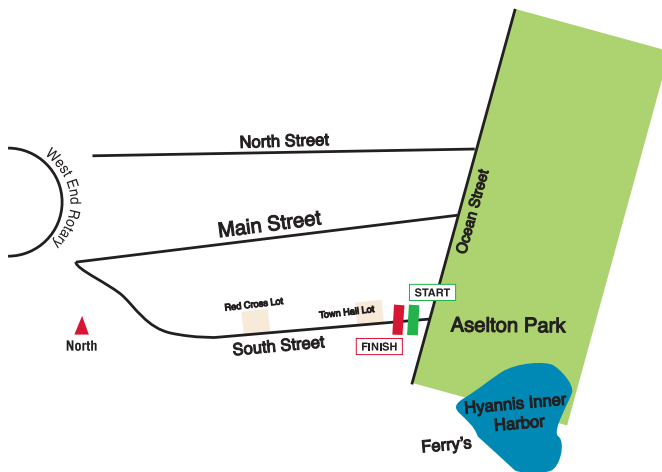 North Street
West End Rotary
Main Street
Ocean Street
START
Red Cross Lot
Town Hall Lot
Aselton Park
North
South Street
FINISH
Hyannis Inner
Harbor
Ferry's